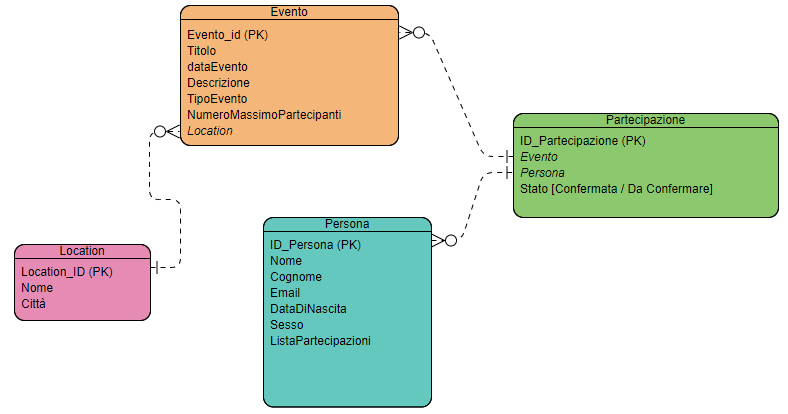 Evento
Evento_id (PK)
Titolo
dataEvento
Descrizione
TipoEvento
NumeroMassimoPartecipanti
Location
Partecipazione
ID_Partecipazione (PK)
Evento
Persona
Stato [Confermata / Da Confermare]
Persona
ID_Persona (PK)
Nome
Cognome
Email
DataDiNascita
Sesso
ListaPartecipazioni
Location
Location_ID (PK)
Nome
Città